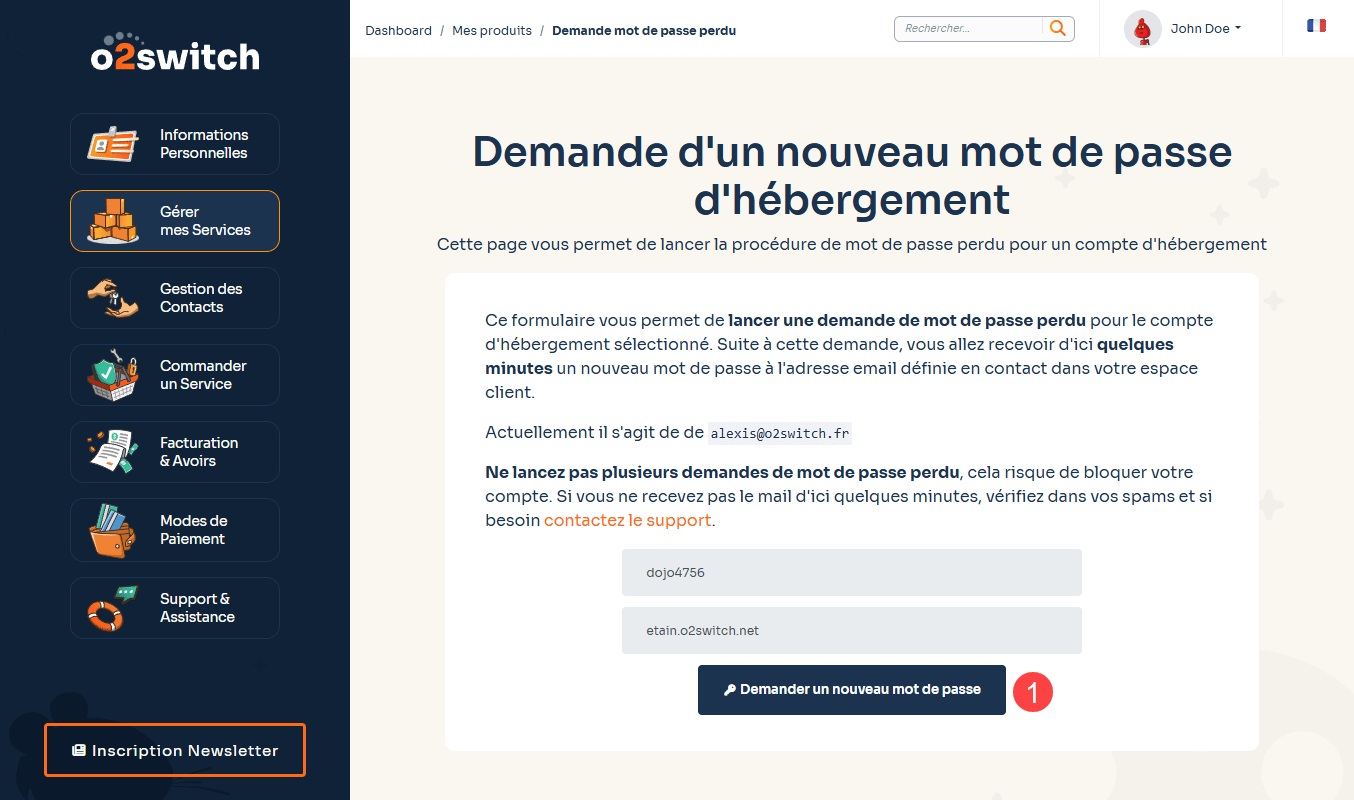 o2switch
Informations
Personnelles
Gérer
mes Services
Gestion des
Contacts
Commander
un Service
Facturation
& Avoirs
Modes de
Paiement
Support &
Assistance
Inscription Newsletter
Dashboard / Mes produits / Demande mot de passe perdu
Rechercher...
John Doe
Demande d'un nouveau mot de passe
d'hébergement
Cette page vous permet de lancer la procédure de mot de passe perdu pour un compte d'hébergement
Ce formulaire vous permet de lancer une demande de mot de passe perdu pour le compte
d'hébergement sélectionné. Suite à cette demande, vous allez recevoir d'ici quelques
minutes un nouveau mot de passe à l'adresse email définie en contact dans votre espace
client.
Actuellement il s'agit de de alexis@o2switch.fr
Ne lancez pas plusieurs demandes de mot de passe perdu, cela risque de bloquer votre
compte. Si vous ne recevez pas le mail d'ici quelques minutes, vérifiez dans vos spams et si
besoin contactez le support.
dojo4756
etain.o2switch.net
Demander un nouveau mot de passe
1